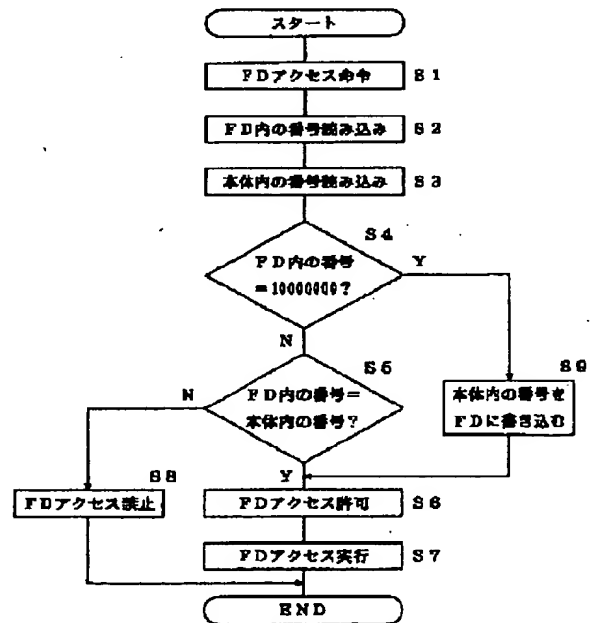 スタート
FDアクセス命令 S1
FD内の番号読み込み S2
本体内の番号読み込み S3
S4
FD内の番号
=10000000?
Y
N
S5
FD内の番号=
本体内の番号?
N
Y
S9
本体内の番号を
FDに書き込む
S8
FDアクセス禁止
FDアクセス許可 S6
FDアクセス実行 S7
END